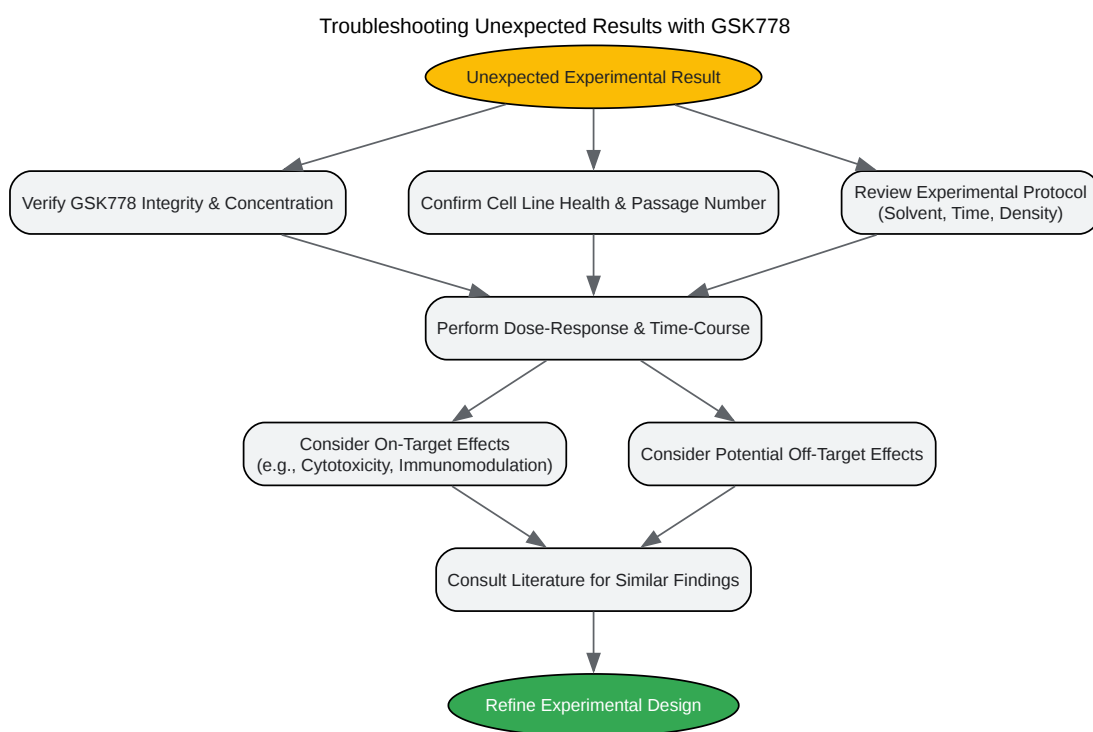 Troubleshooting Unexpected Results with GSK778
Unexpected Experimental Result
Verify GSK778 Integrity & Concentration
Confirm Cell Line Health & Passage Number
Review Experimental Protocol
(Solvent, Time, Density)
Perform Dose-Response & Time-Course
Consider On-Target Effects
(e.g., Cytotoxicity, Immunomodulation)
Consider Potential Off-Target Effects
Consult Literature for Similar Findings
Refine Experimental Design